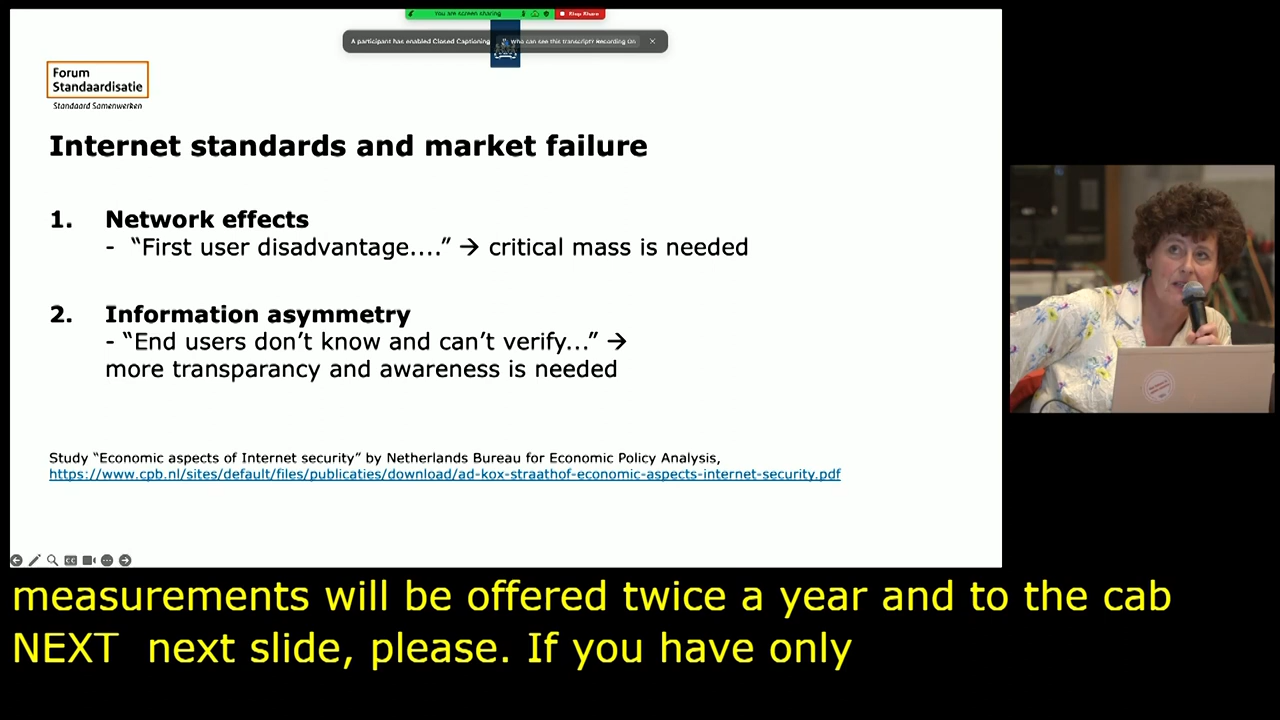 You are screen sharing
Stop Share
A participant has enabled Closed Captioning
Who can see this transcript? Recording On
Forum
Standaardisatie
Standaard Samenwerken
Internet standards and market failure
1. Network effects
- “First user disadvantage....” → critical mass is needed
2. Information asymmetry
- “End users don’t know and can’t verify...” →
more transparancy and awareness is needed
Study “Economic aspects of Internet security” by Netherlands Bureau for Economic Policy Analysis,
https://www.cpb.nl/sites/default/files/publicaties/download/ad-kox-straathof-economic-aspects-internet-security.pdf
measurements will be offered twice a year and to the cab
NEXT next slide, please. If you have only